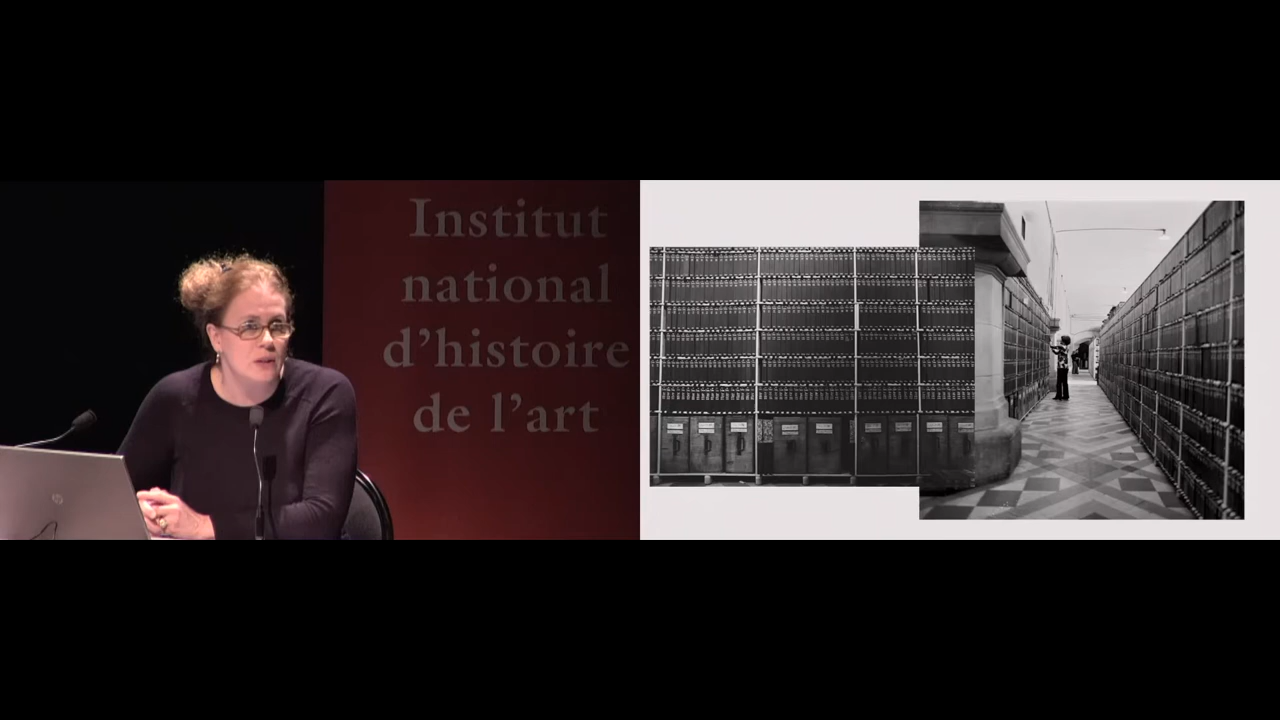 Institut
national
d’histoire
de l’art